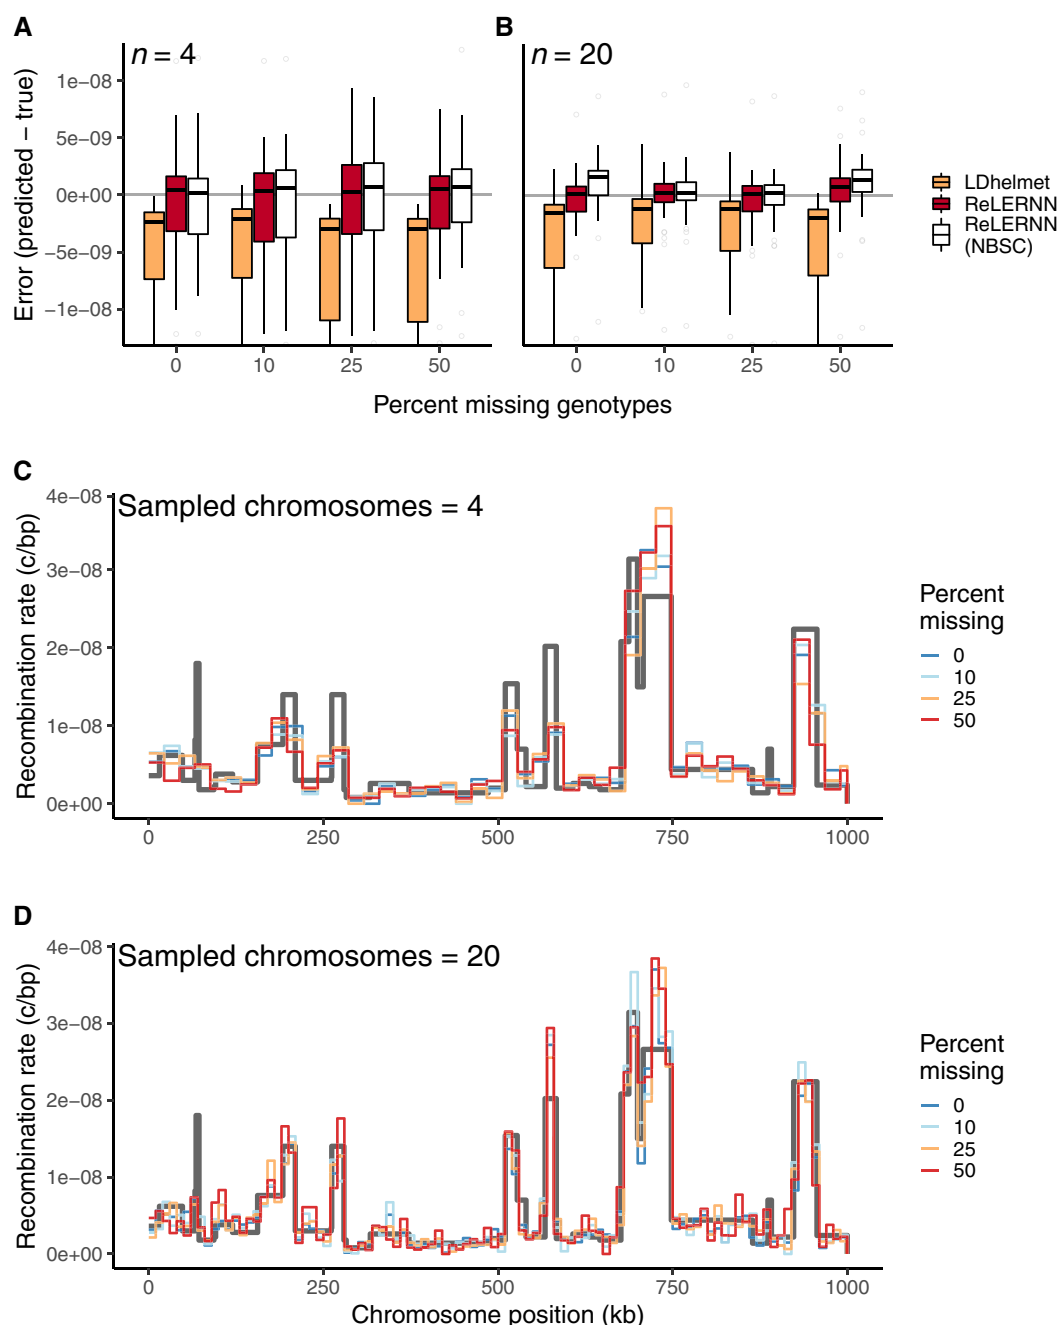 A
B
n = 4
n = 20
Error (predicted − true)
1e−08
5e−09
0e+00
−5e−09
−1e−08
0
10
25
50
0
10
25
50
Percent missing genotypes
LDhelmet
ReLERNN
ReLERNN
(NBSC)
C
Sampled chromosomes = 4
Recombination rate (c/bp)
4e−08
3e−08
2e−08
1e−08
0e+00
0
250
500
750
1000
Percent
missing
0
10
25
50
D
Sampled chromosomes = 20
Recombination rate (c/bp)
4e−08
3e−08
2e−08
1e−08
0e+00
0
250
500
750
1000
Chromosome position (kb)
Percent
missing
0
10
25
50